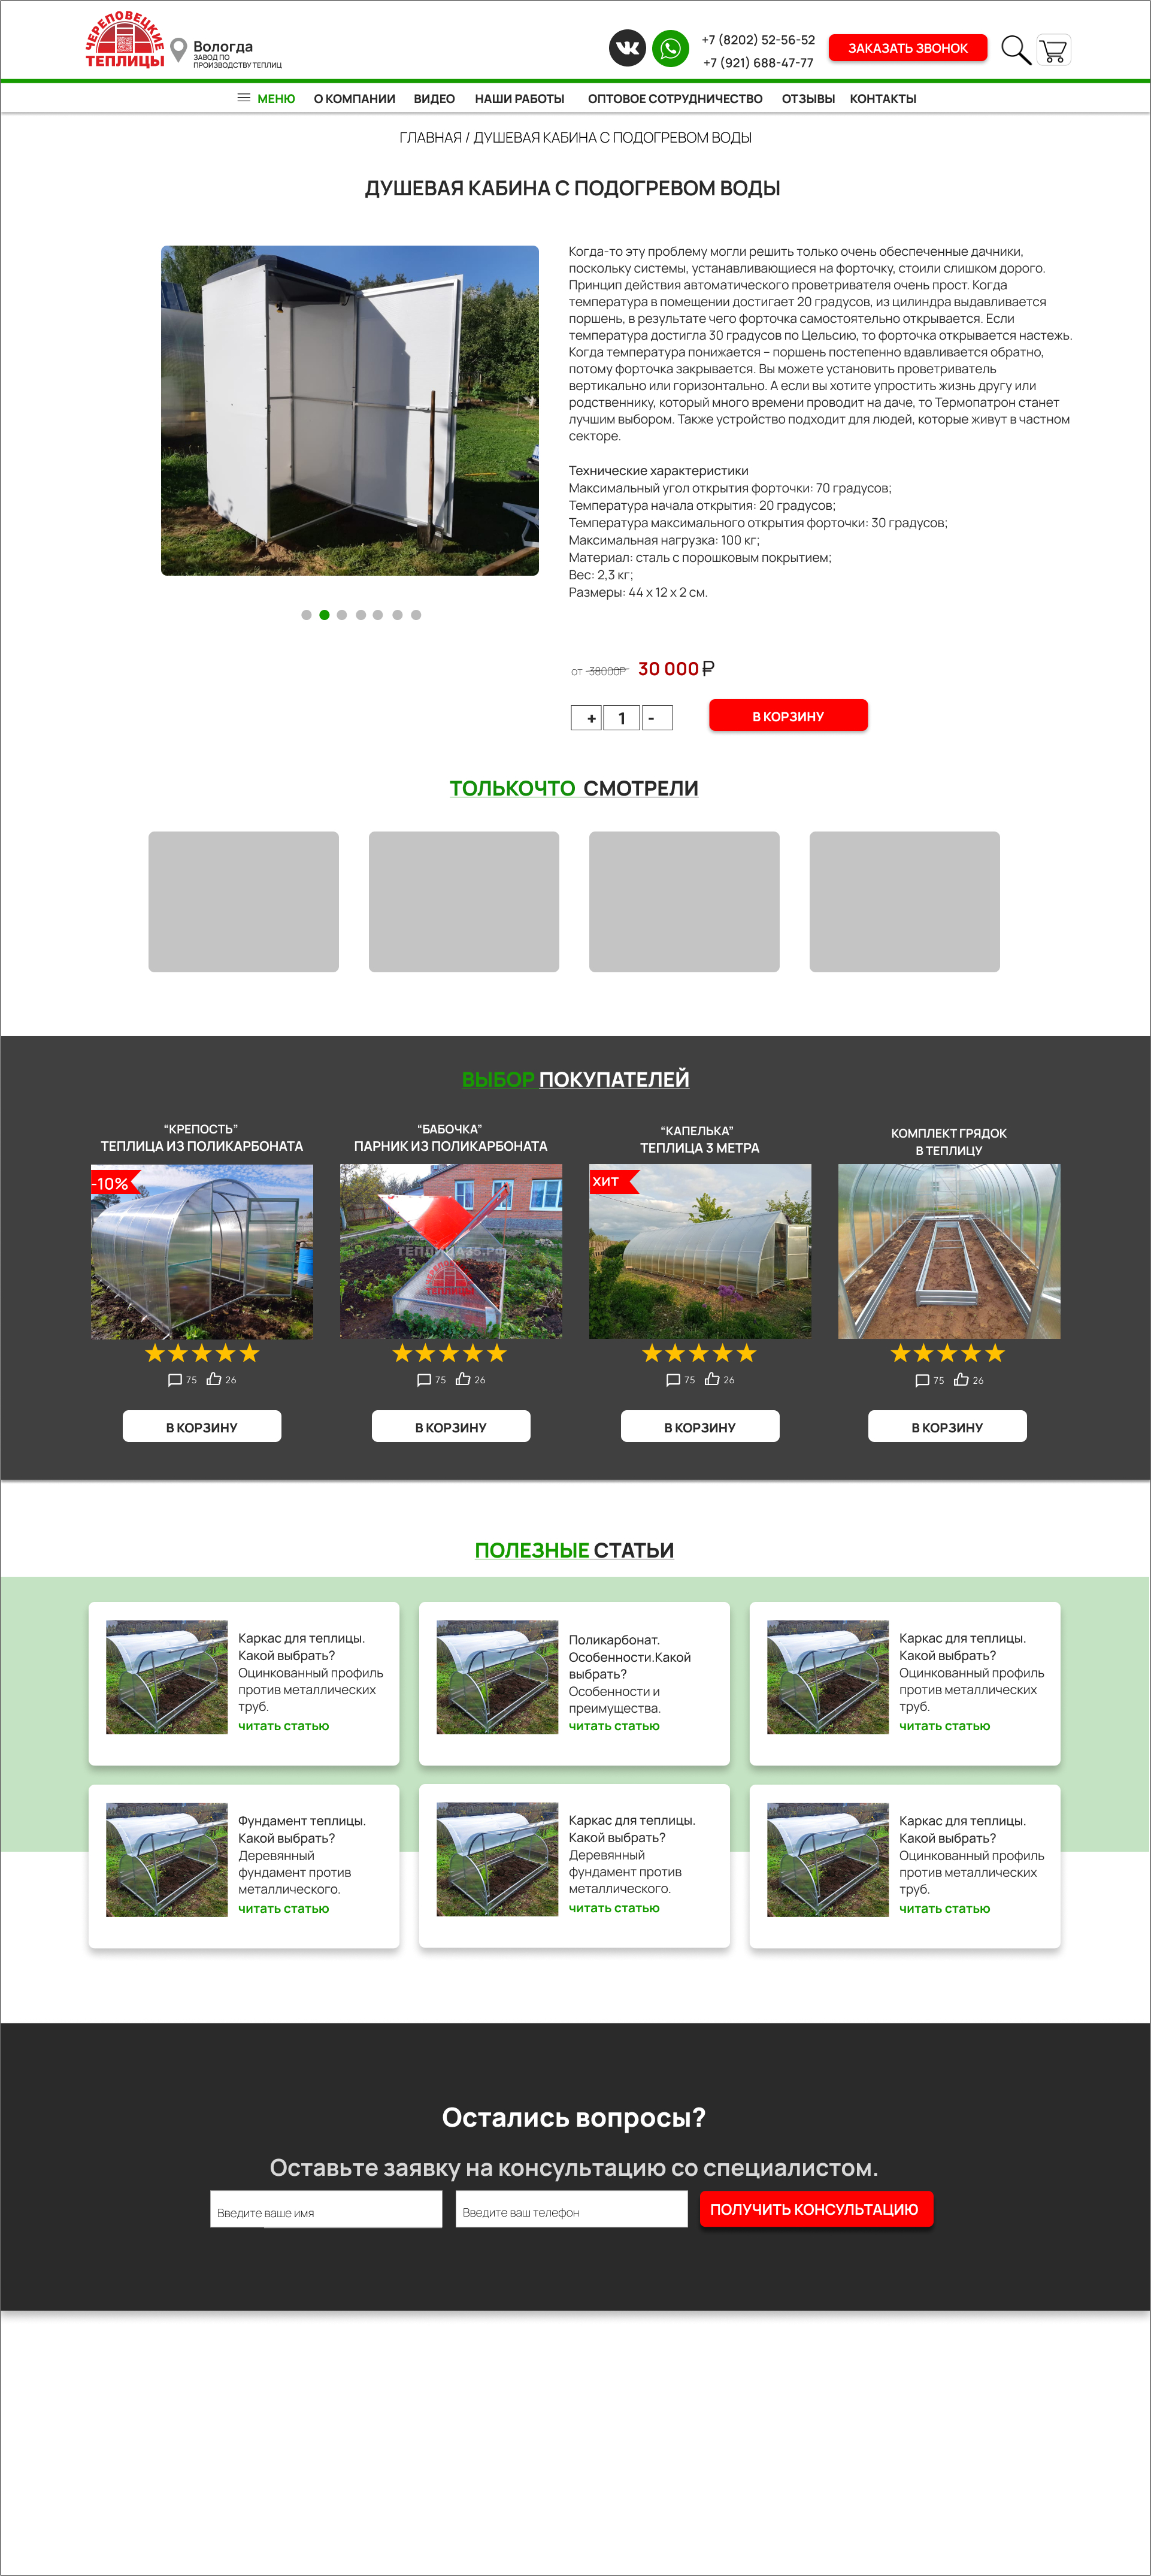 ЧЕРЕПОВЕЦКИЕ
ТЕПЛИЦЫ
Вологда
ЗАВОД ПО
ПРОИЗВОДСТВУ ТЕПЛИЦ
+7 (8202) 52-56-52
+7 (921) 688-47-77
ЗАКАЗАТЬ ЗВОНОК
МЕНЮ О КОМПАНИИ ВИДЕО НАШИ РАБОТЫ ОПТОВОЕ СОТРУДНИЧЕСТВО ОТЗЫВЫ КОНТАКТЫ
ГЛАВНАЯ / ДУШЕВАЯ КАБИНА С ПОДОГРЕВОМ ВОДЫ
ДУШЕВАЯ КАБИНА С ПОДОГРЕВОМ ВОДЫ
Когда-то эту проблему могли решить только очень обеспеченные дачники,
поскольку системы, устанавливающиеся на форточку, стоили слишком дорого.
Принцип действия автоматического проветривателя очень прост. Когда
температура в помещении достигает 20 градусов, из цилиндра выдавливается
поршень, в результате чего форточка самостоятельно открывается. Если
температура достигла 30 градусов по Цельсию, то форточка открывается настежь.
Когда температура понижается – поршень постепенно вдавливается обратно,
потому форточка закрывается. Вы можете установить проветриватель
вертикально или горизонтально. А если вы хотите упростить жизнь другу или
родственнику, который много времени проводит на даче, то Термопатрон станет
лучшим выбором. Также устройство подходит для людей, которые живут в частном
секторе.
Технические характеристики
Максимальный угол открытия форточки: 70 градусов;
Температура начала открытия: 20 градусов;
Температура максимального открытия форточки: 30 градусов;
Максимальная нагрузка: 100 кг;
Материал: сталь с порошковым покрытием;
Вес: 2,3 кг;
Размеры: 44 х 12 х 2 см.
от 38000Р 30 000 ₽
+ 1 -
В КОРЗИНУ
ТОЛЬКОЧТО СМОТРЕЛИ
ВЫБОР ПОКУПАТЕЛЕЙ
“КРЕПОСТЬ”
ТЕПЛИЦА ИЗ ПОЛИКАРБОНАТА
-10%
75 26
В КОРЗИНУ
“БАБОЧКА”
ПАРНИК ИЗ ПОЛИКАРБОНАТА
ТЕПЛИЦА35.РФ
ТЕПЛИЦЫ
75 26
В КОРЗИНУ
“КАПЕЛЬКА”
ТЕПЛИЦА 3 МЕТРА
ХИТ
75 26
В КОРЗИНУ
КОМПЛЕКТ ГРЯДОК
В ТЕПЛИЦУ
75 26
В КОРЗИНУ
ПОЛЕЗНЫЕ СТАТЬИ
Каркас для теплицы.
Какой выбрать?
Оцинкованный профиль
против металлических
труб.
читать статью
Поликарбонат.
Особенности.Какой
выбрать?
Особенности и
преимущества.
читать статью
Каркас для теплицы.
Какой выбрать?
Оцинкованный профиль
против металлических
труб.
читать статью
Фундамент теплицы.
Какой выбрать?
Деревянный
фундамент против
металлического.
читать статью
Каркас для теплицы.
Какой выбрать?
Деревянный
фундамент против
металлического.
читать статью
Каркас для теплицы.
Какой выбрать?
Оцинкованный профиль
против металлических
труб.
читать статью
Остались вопросы?
Оставьте заявку на консультацию со специалистом.
Введите ваше имя
Введите ваш телефон
ПОЛУЧИТЬ КОНСУЛЬТАЦИЮ